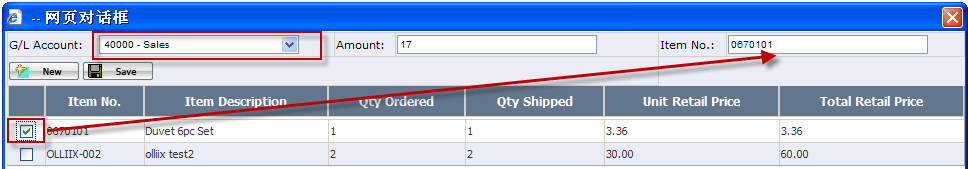 -- 网页对话框
G/L Account: 40000 - Sales Amount: 17 Item No.: 0670101
New Save
Item No. Item Description Qty Ordered Qty Shipped Unit Retail Price Total Retail Price
0670101 Duvet 6pc Set 1 1 3.36 3.36
OLLIIX-002 olliix test2 2 2 30.00 60.00